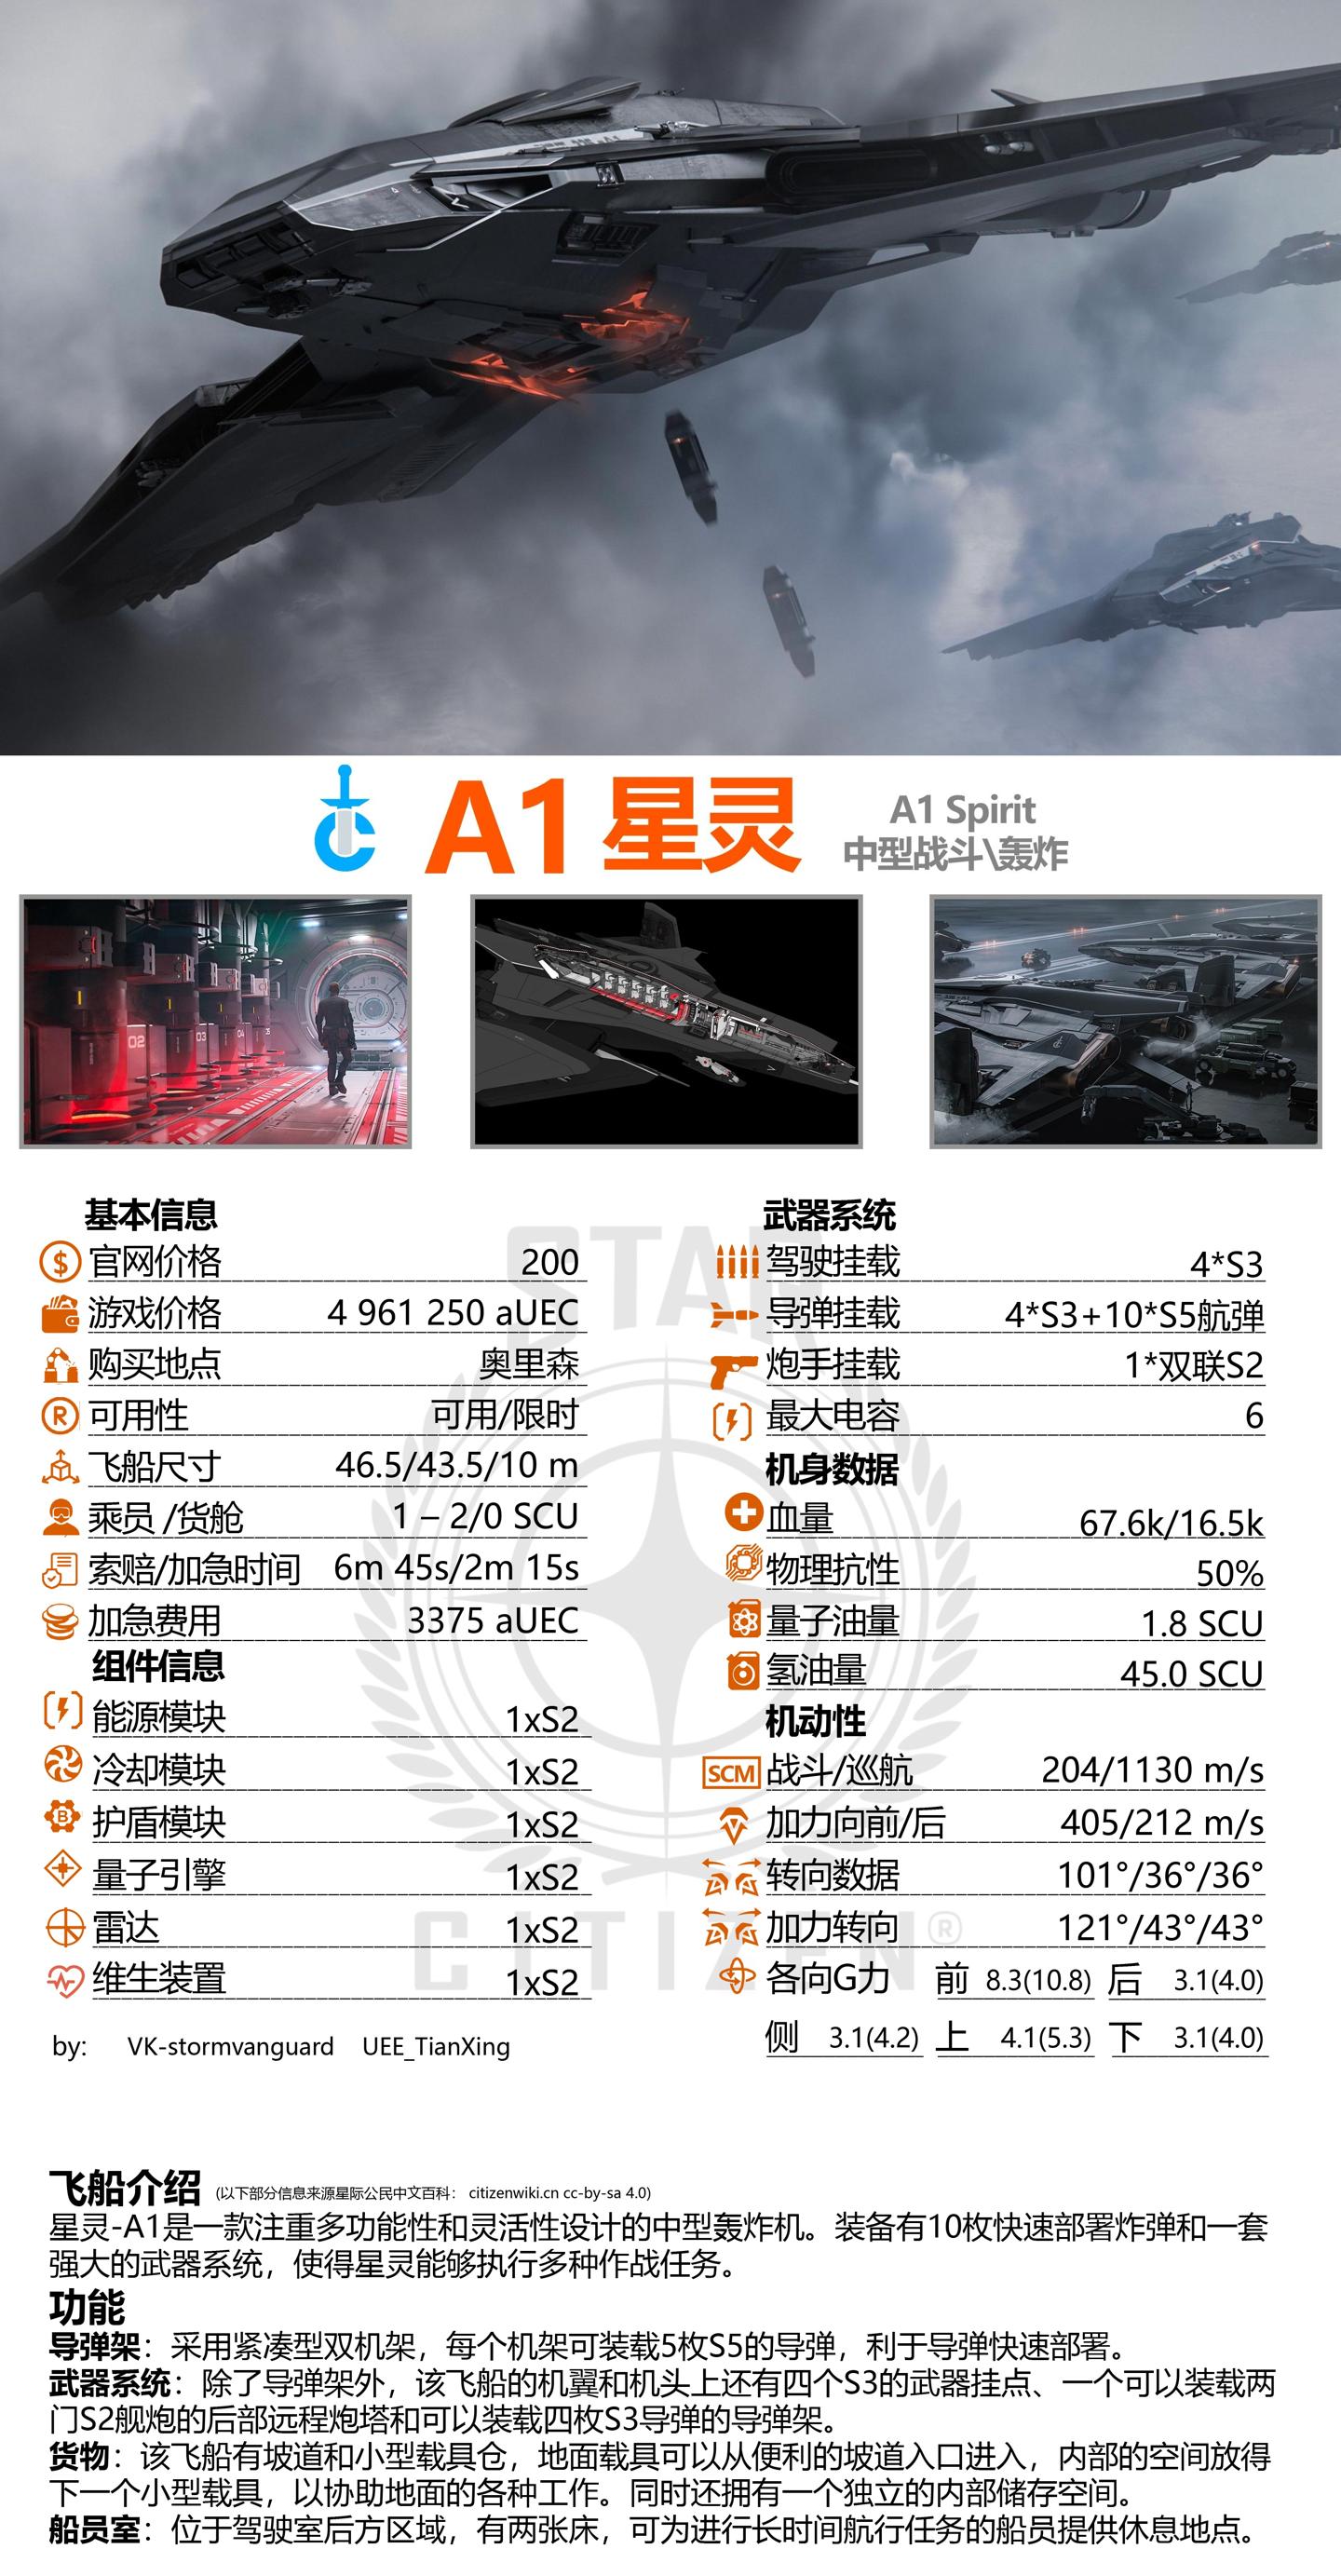 A1 星灵
A1 Spirit
中型战斗\轰炸
02
03
04
STAR
CITIZEN®
基本信息
官网价格 200
游戏价格 4 961 250 aUEC
购买地点 奥里森
可用性 可用/限时
飞船尺寸 46.5/43.5/10 m
乘员 /货舱 1 – 2/0 SCU
索赔/加急时间 6m 45s/2m 15s
加急费用 3375 aUEC
组件信息
能源模块 1xS2
冷却模块 1xS2
护盾模块 1xS2
量子引擎 1xS2
雷达 1xS2
维生装置 1xS2
by: VK-stormvanguard UEE_TianXing
武器系统
驾驶挂载 4*S3
导弹挂载 4*S3+10*S5航弹
炮手挂载 1*双联S2
最大电容 6
机身数据
血量 67.6k/16.5k
物理抗性 50%
量子油量 1.8 SCU
氢油量 45.0 SCU
机动性
SCM 战斗/巡航 204/1130 m/s
加力向前/后 405/212 m/s
转向数据 101°/36°/36°
加力转向 121°/43°/43°
各向G力 前 8.3(10.8) 后 3.1(4.0)
侧 3.1(4.2) 上 4.1(5.3) 下 3.1(4.0)
飞船介绍 (以下部分信息来源星际公民中文百科： citizenwiki.cn cc-by-sa 4.0)
星灵-A1是一款注重多功能性和灵活性设计的中型轰炸机。装备有10枚快速部署炸弹和一套
强大的武器系统，使得星灵能够执行多种作战任务。
功能
导弹架：采用紧凑型双机架，每个机架可装载5枚S5的导弹，利于导弹快速部署。
武器系统：除了导弹架外，该飞船的机翼和机头上还有四个S3的武器挂点、一个可以装载两
门S2舰炮的后部远程炮塔和可以装载四枚S3导弹的导弹架。
货物：该飞船有坡道和小型载具仓，地面载具可以从便利的坡道入口进入，内部的空间放得
下一个小型载具，以协助地面的各种工作。同时还拥有一个独立的内部储存空间。
船员室：位于驾驶室后方区域，有两张床，可为进行长时间航行任务的船员提供休息地点。